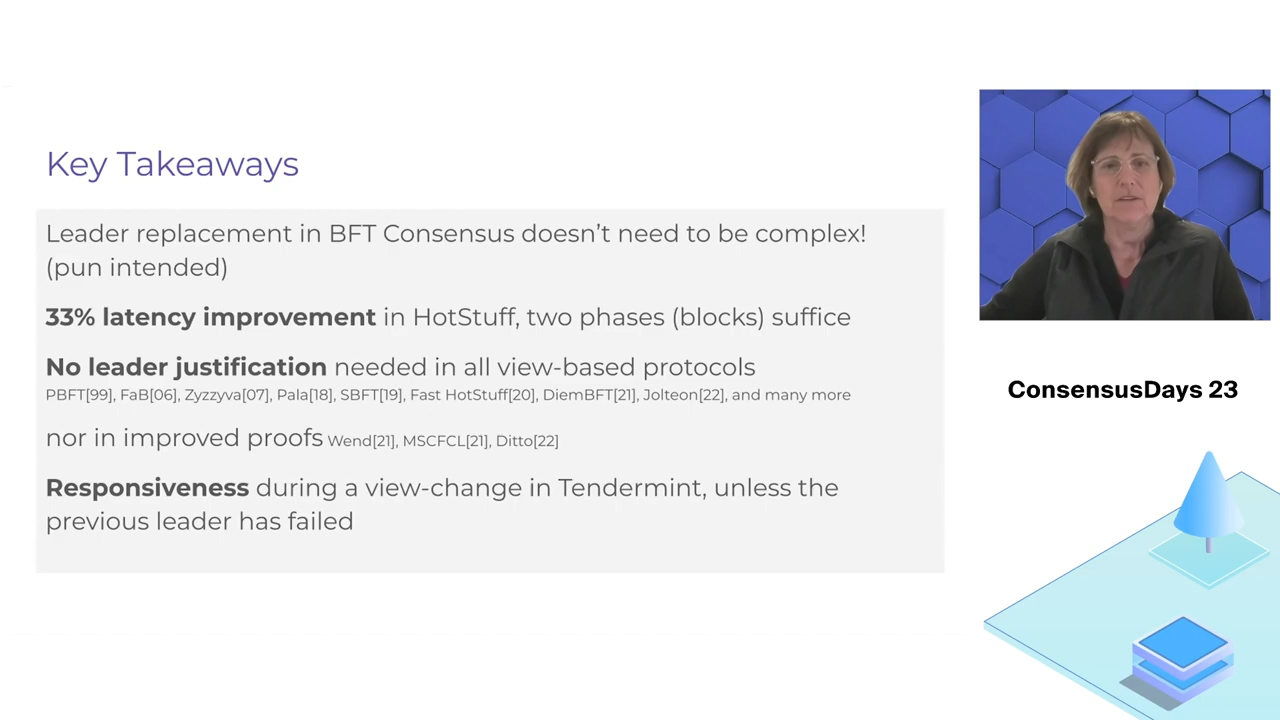 Key Takeaways
Leader replacement in BFT Consensus doesn't need to be complex!
(pun intended)
33% latency improvement in HotStuff, two phases (blocks) suffice
No leader justification needed in all view-based protocols
PBFT[99], FaB[06], Zyzzyva[07], Pala[18], SBFT[19], Fast HotStuff[20], DiemBFT[21], Jolteon[22], and many more
nor in improved proofs Wend[21], MSCFCL[21], Ditto[22]
Responsiveness during a view-change in Tendermint, unless the
previous leader has failed
ConsensusDays 23